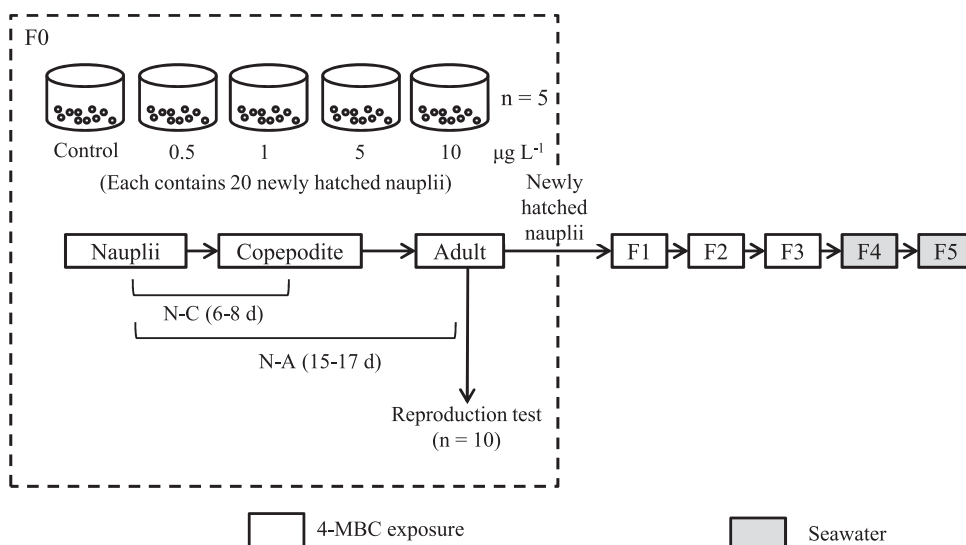 F0
n = 5
Control 0.5 1 5 10 μg L⁻¹
(Each contains 20 newly hatched nauplii)
Newly
hatched
nauplii
Nauplii Copepodite Adult F1 F2 F3 F4 F5
N-C (6-8 d)
N-A (15-17 d)
Reproduction test
(n = 10)
4-MBC exposure Seawater